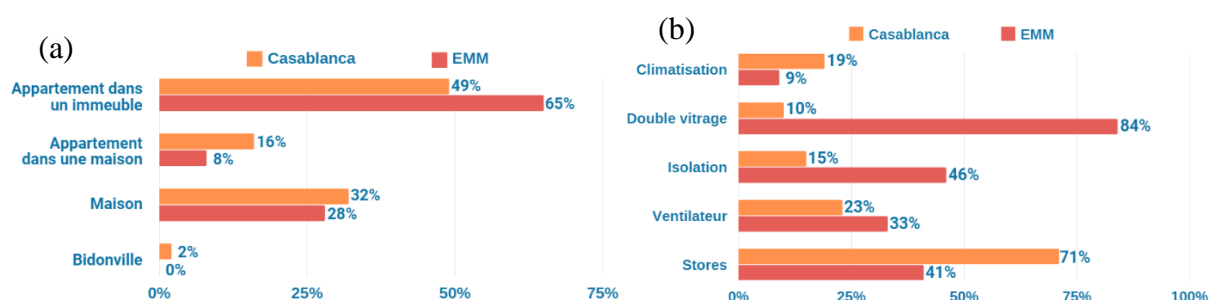 (a)
Casablanca EMM
Appartement dans
un immeuble
49%
65%
Appartement
dans une maison
16%
8%
Maison
32%
28%
Bidonville
2%
0%
0% 25% 50% 75%
(b)
Casablanca EMM
Climatisation
19%
9%
Double vitrage
10%
84%
Isolation
15%
46%
Ventilateur
23%
33%
Stores
71%
41%
0% 25% 50% 75% 100%